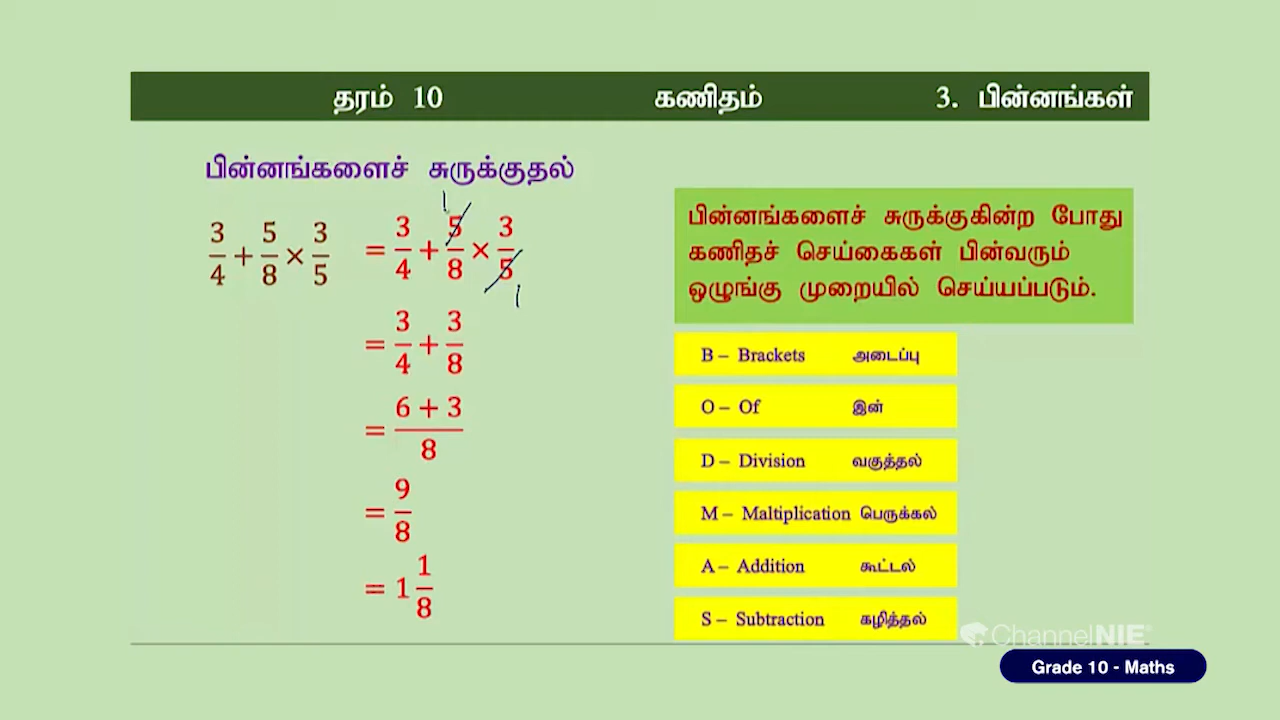 தரம் 10 கணிதம் 3. பின்னங்கள்
பின்னங்களைச் சுருக்குதல்
3/4 + 5/8 × 3/5 = 3/4 + 5/8 × 3/5
1
1
= 3/4 + 3/8
= (6 + 3)/8
= 9/8
= 1 1/8
பின்னங்களைச் சுருக்குகின்ற போது
கணிதச் செய்கைகள் பின்வரும்
ஒழுங்கு முறையில் செய்யப்படும்.
B – Brackets அடைப்பு
O – Of இன்
D – Division வகுத்தல்
M – Maltiplication பெருக்கல்
A – Addition கூட்டல்
S – Subtraction கழித்தல்
ChannelNIE
Grade 10 - Maths